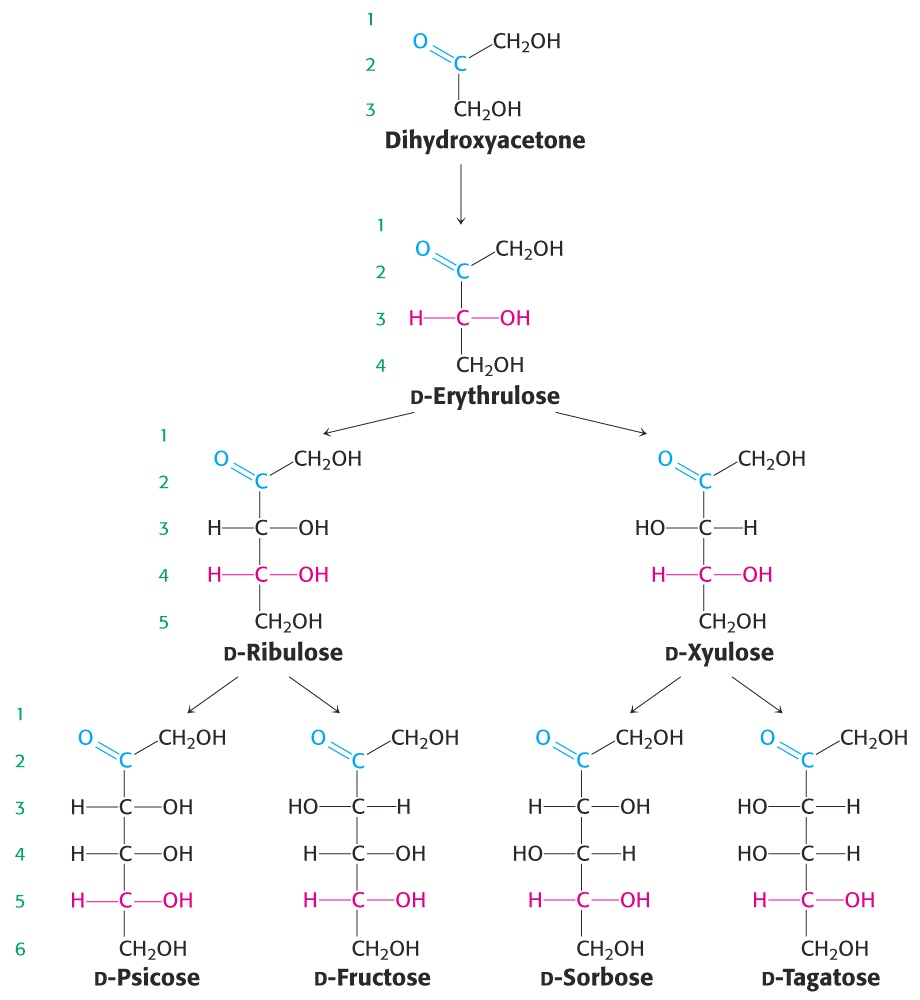 1
O CH₂OH
2 C
3 CH₂OH
Dihydroxyacetone
1
O CH₂OH
2 C
3 H C OH
4 CH₂OH
D-Erythrulose
1
O CH₂OH O CH₂OH
2 C C
3 H C OH HO C H
4 H C OH H C OH
5 CH₂OH CH₂OH
D-Ribulose D-Xyulose
1
O CH₂OH O CH₂OH O CH₂OH O CH₂OH
2 C C C C
3 H C OH HO C H H C OH HO C H
4 H C OH H C OH HO C H HO C H
5 H C OH H C OH H C OH H C OH
6 CH₂OH CH₂OH CH₂OH CH₂OH
D-Psicose D-Fructose D-Sorbose D-Tagatose